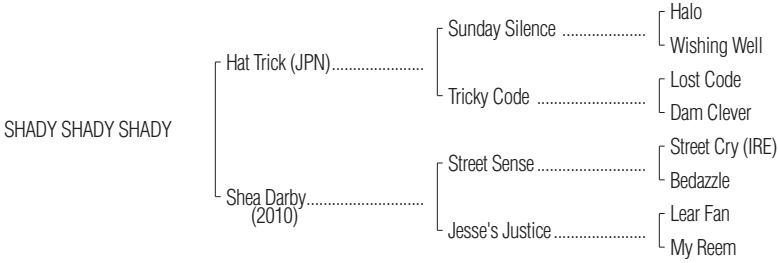 Halo
Sunday Silence ....................
Wishing Well
Hat Trick (JPN)......................
Lost Code
Tricky Code .........................
Dam Clever
SHADY SHADY SHADY
Street Cry (IRE)
Street Sense .........................
Bedazzle
Shea Darby............................
(2010)
Lear Fan
Jesse's Justice ......................
My Reem